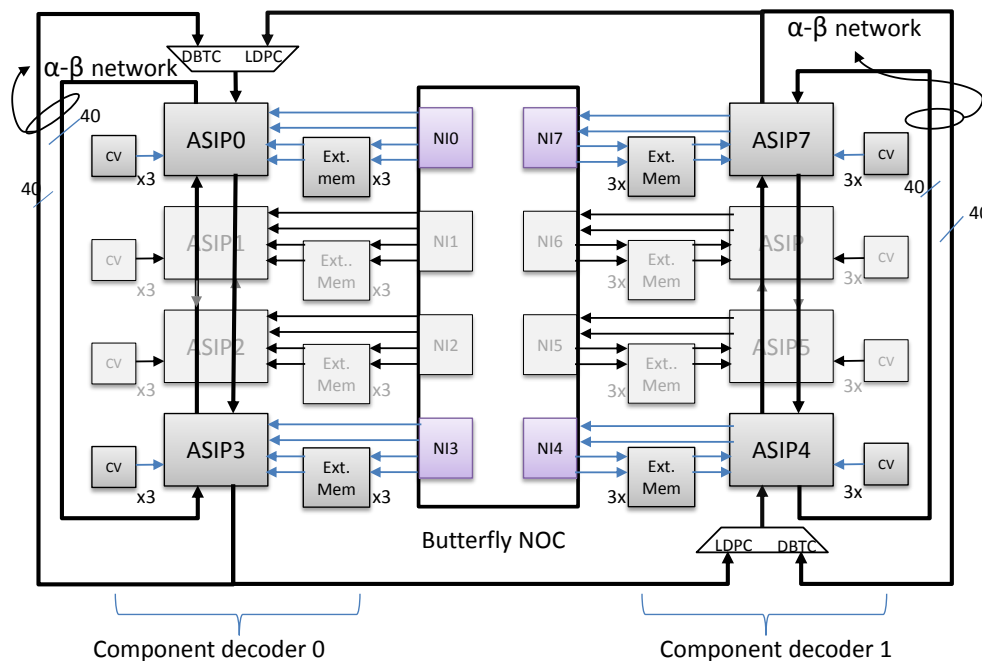 DBTC LDPC
α-β network
α-β network
40
40
40
40
CV
x3
ASIP0
Ext.
mem
x3
NI0
NI7
3x
Ext.
Mem
ASIP7
3x
CV
CV
x3
ASIP1
Ext..
Mem
x3
NI1
NI6
3x
Ext.
Mem
ASIP
3x
CV
CV
x3
ASIP2
Ext.
Mem
x3
NI2
NI5
3x
Ext..
Mem
ASIP5
3x
CV
CV
x3
ASIP3
Ext.
Mem
x3
NI3
NI4
3x
Ext.
Mem
ASIP4
3x
CV
Butterfly NOC
LDPC DBTC
Component decoder 0
Component decoder 1